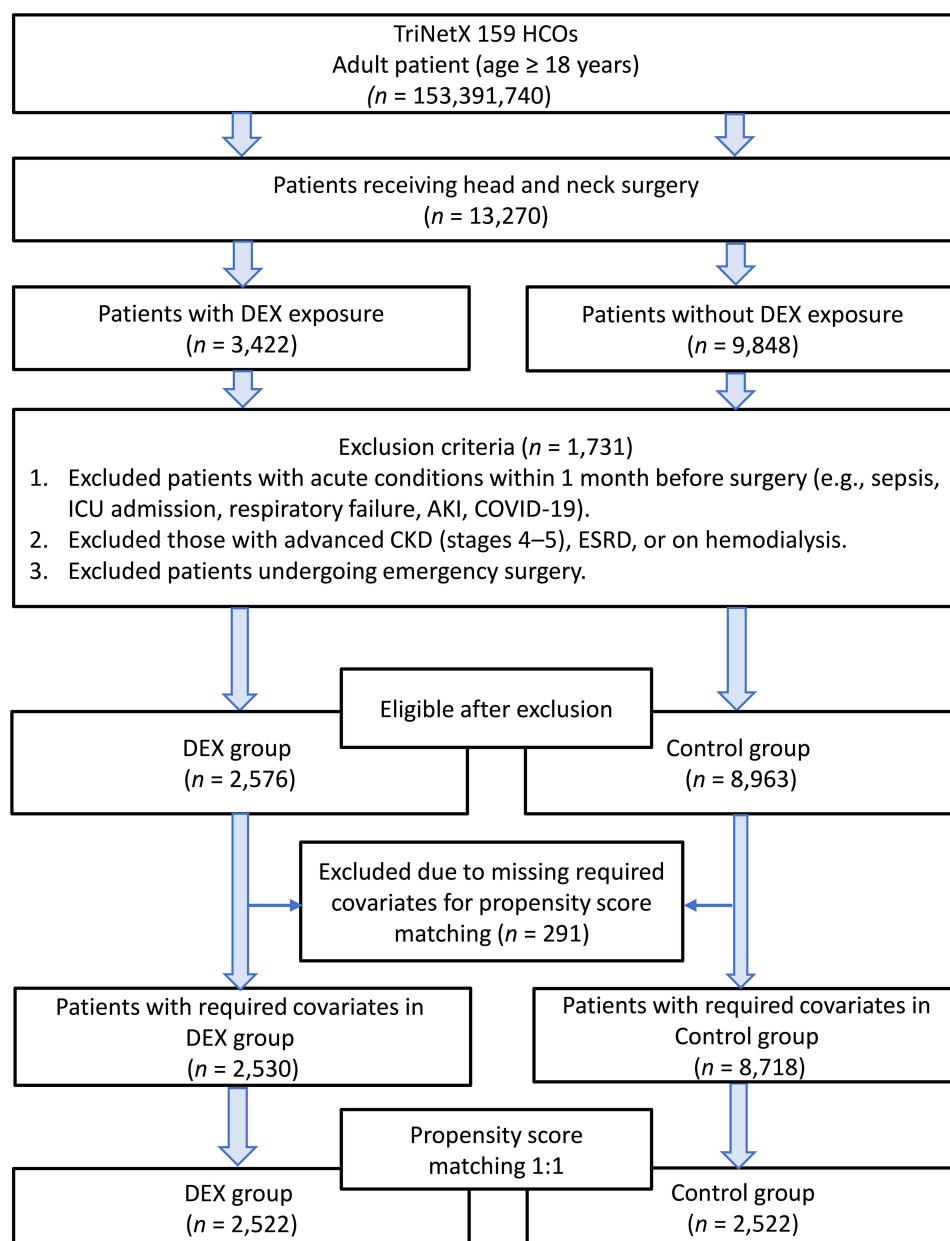 TriNetX 159 HCOs
Adult patient (age ≥ 18 years)
(n = 153,391,740)
Patients receiving head and neck surgery
(n = 13,270)
Patients with DEX exposure
(n = 3,422)
Patients without DEX exposure
(n = 9,848)
Exclusion criteria (n = 1,731)
1. Excluded patients with acute conditions within 1 month before surgery (e.g., sepsis,
ICU admission, respiratory failure, AKI, COVID-19).
2. Excluded those with advanced CKD (stages 4–5), ESRD, or on hemodialysis.
3. Excluded patients undergoing emergency surgery.
Eligible after exclusion
DEX group
(n = 2,576)
Control group
(n = 8,963)
Excluded due to missing required
covariates for propensity score
matching (n = 291)
Patients with required covariates in
DEX group
(n = 2,530)
Patients with required covariates in
Control group
(n = 8,718)
Propensity score
matching 1:1
DEX group
(n = 2,522)
Control group
(n = 2,522)